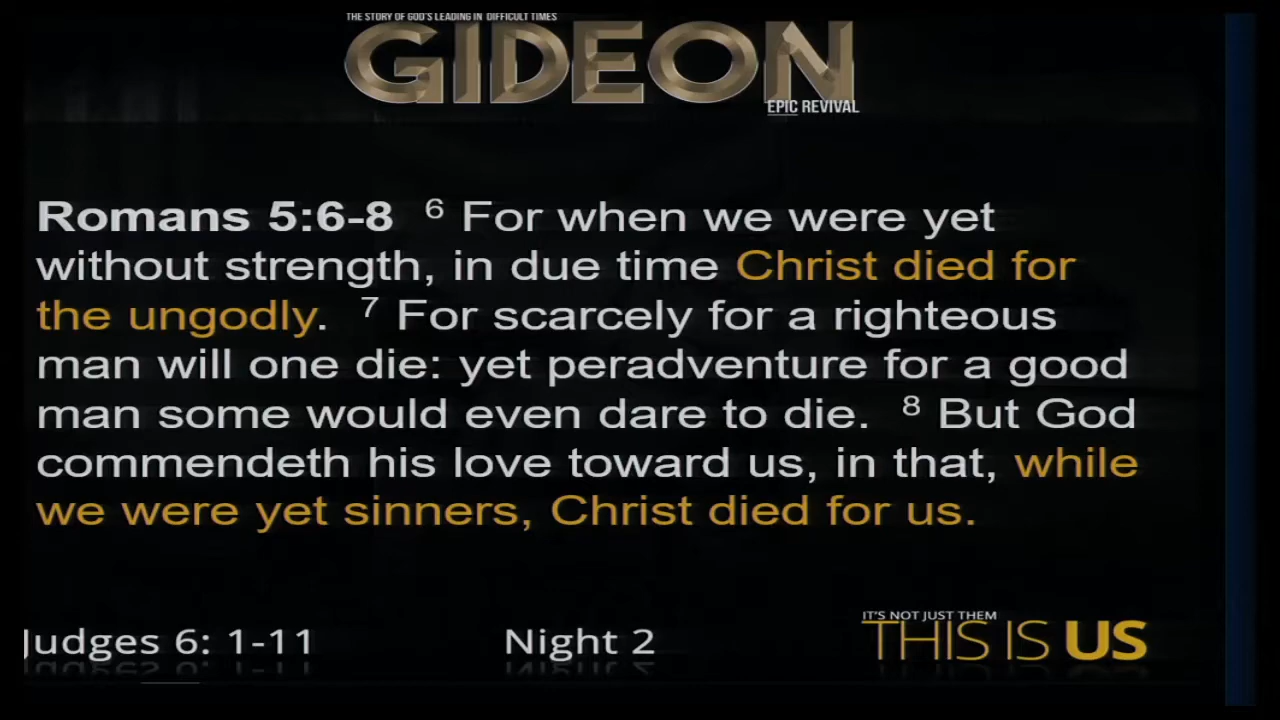 THE STORY OF GOD'S LEADING IN DIFFICULT TIMES
GIDEON
EPIC REVIVAL
Romans 5:6-8 6 For when we were yet
without strength, in due time Christ died for
the ungodly. 7 For scarcely for a righteous
man will one die: yet peradventure for a good
man some would even dare to die. 8 But God
commendeth his love toward us, in that, while
we were yet sinners, Christ died for us.
Judges 6: 1-11
Night 2
IT'S NOT JUST THEM
THIS IS US